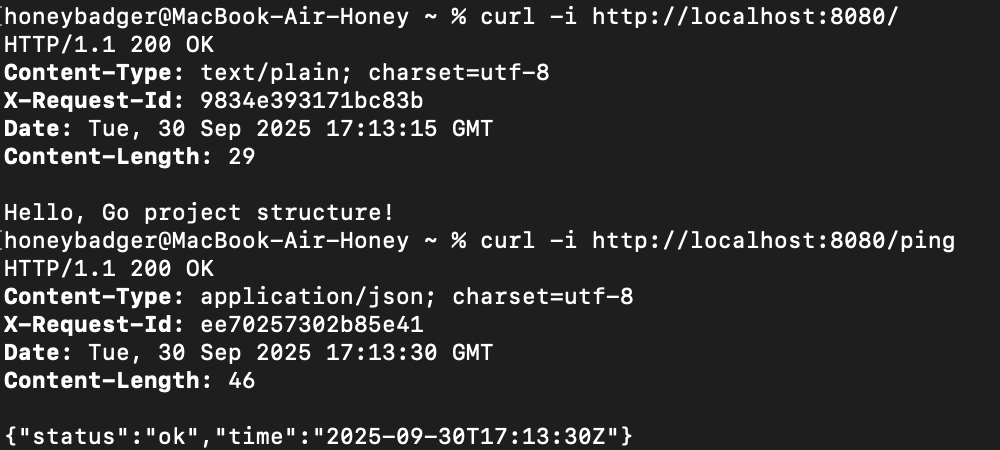 [honeybadger@MacBook-Air-Honey ~ % curl -i http://localhost:8080/
HTTP/1.1 200 OK
Content-Type: text/plain; charset=utf-8
X-Request-Id: 9834e393171bc83b
Date: Tue, 30 Sep 2025 17:13:15 GMT
Content-Length: 29

Hello, Go project structure!
[honeybadger@MacBook-Air-Honey ~ % curl -i http://localhost:8080/ping
HTTP/1.1 200 OK
Content-Type: application/json; charset=utf-8
X-Request-Id: ee70257302b85e41
Date: Tue, 30 Sep 2025 17:13:30 GMT
Content-Length: 46

{"status":"ok","time":"2025-09-30T17:13:30Z"}